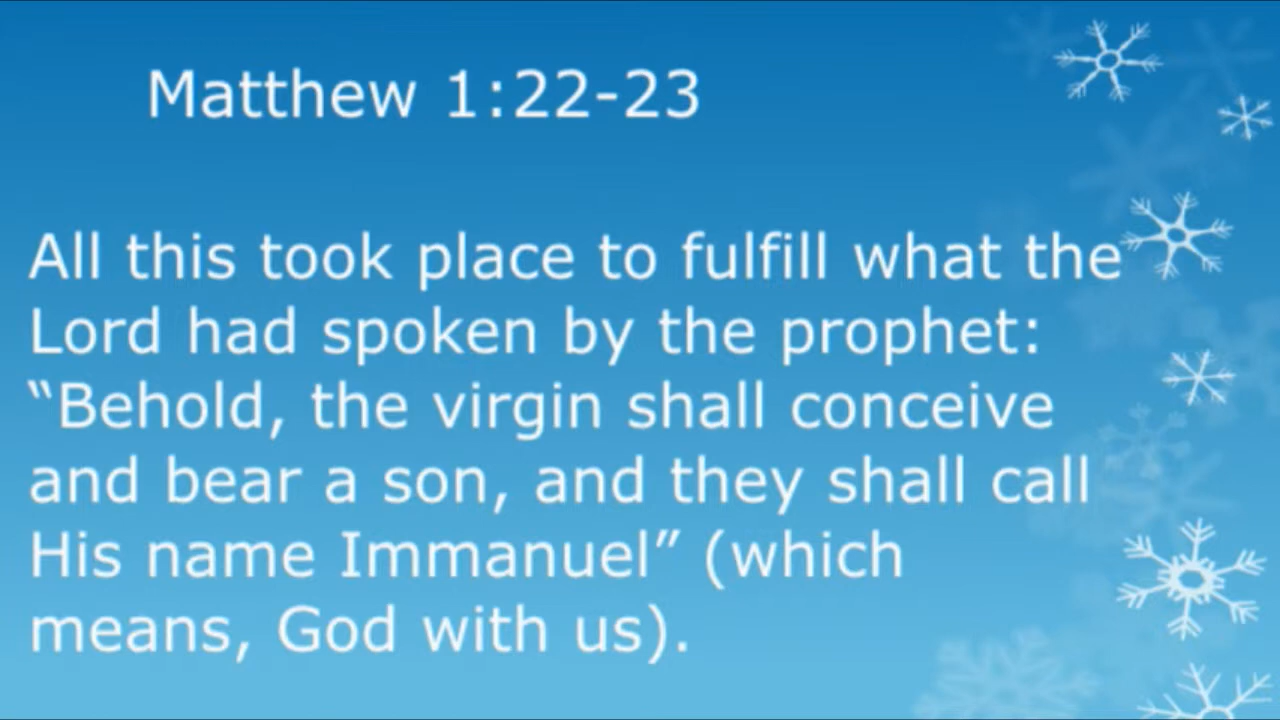 Matthew 1:22-23
All this took place to fulfill what the
Lord had spoken by the prophet:
“Behold, the virgin shall conceive
and bear a son, and they shall call
His name Immanuel” (which
means, God with us).